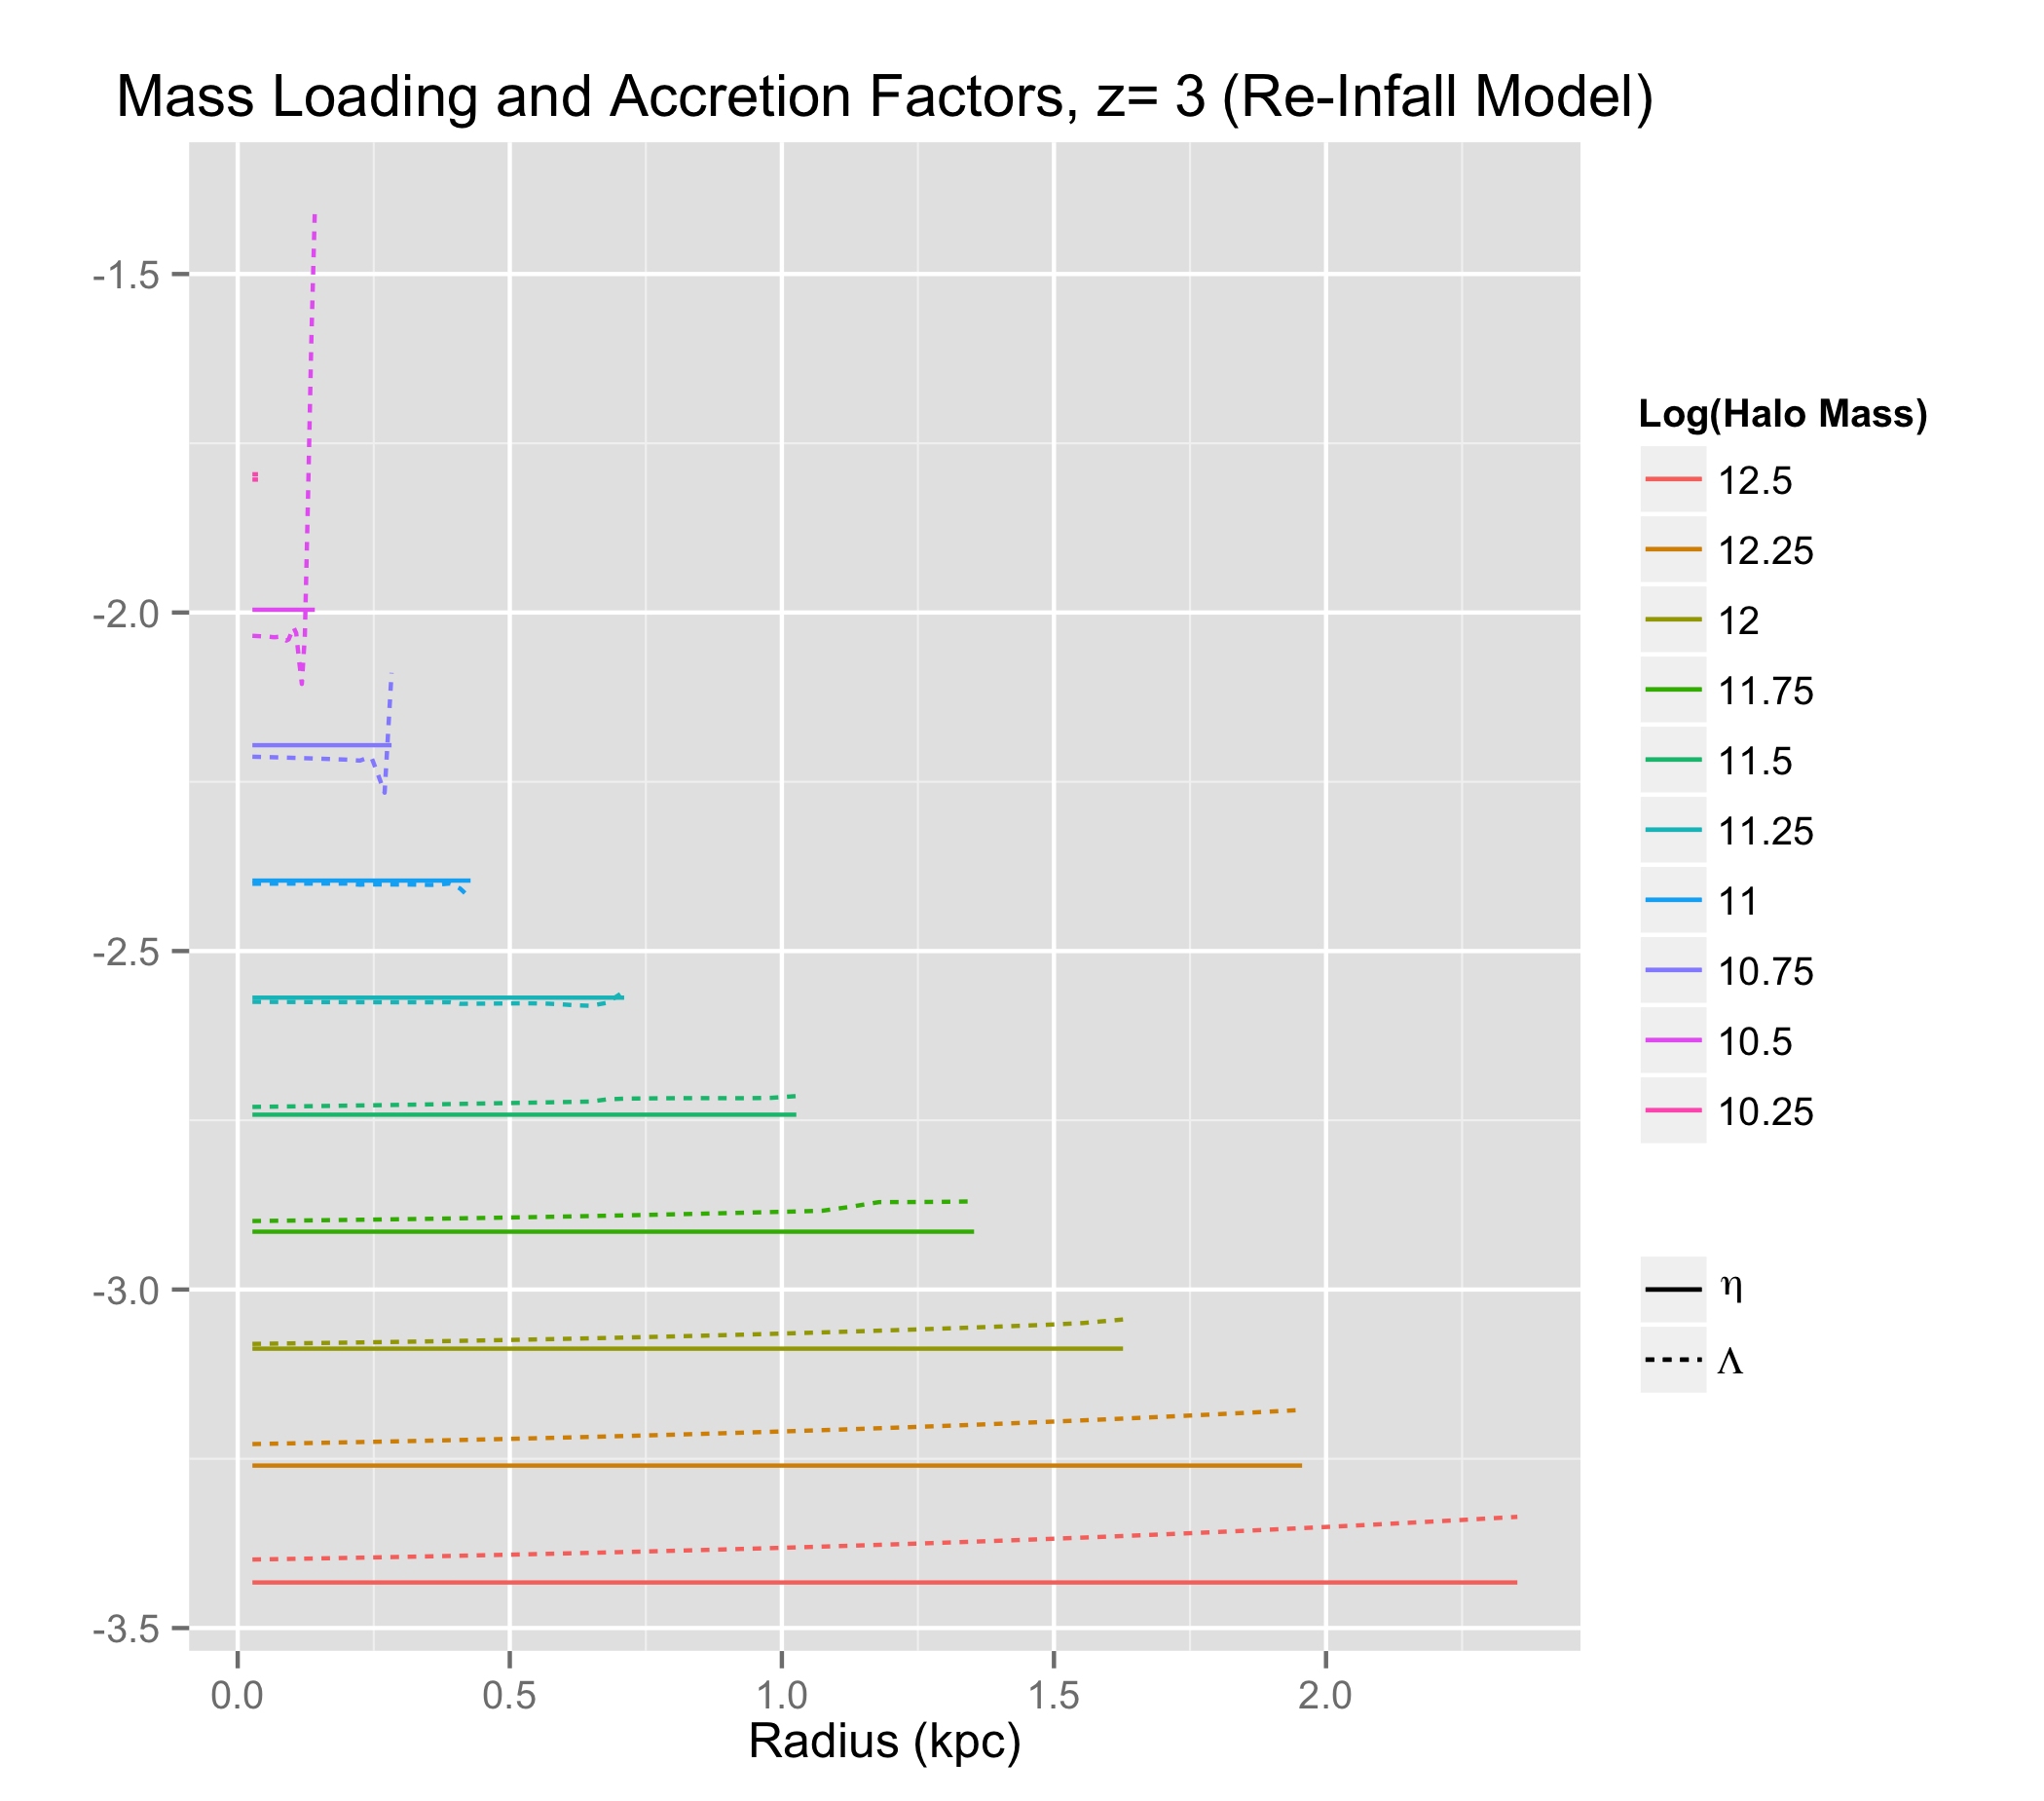 Mass Loading and Accretion Factors, z= 3 (Re-Infall Model)
-1.5
-2.0
-2.5
-3.0
-3.5
0.0 0.5 1.0 1.5 2.0
Radius (kpc)
Log(Halo Mass)
12.5
12.25
12
11.75
11.5
11.25
11
10.75
10.5
10.25
η
Λ